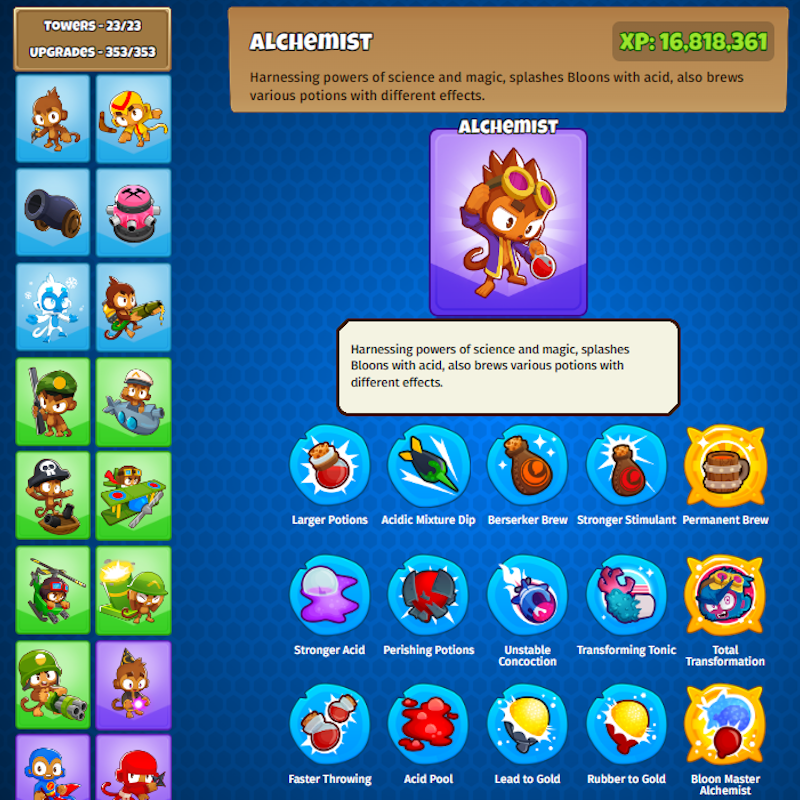 Towers - 23/23
Upgrades - 353/353
Alchemist
XP: 16,818,361
Harnessing powers of science and magic, splashes Bloons with acid, also brews
various potions with different effects.
Alchemist
Harnessing powers of science and magic, splashes
Bloons with acid, also brews various potions with
different effects.
Larger Potions
Acidic Mixture Dip
Berserker Brew
Stronger Stimulant
Permanent Brew
Stronger Acid
Perishing Potions
Unstable
Concoction
Transforming Tonic
Total
Transformation
Faster Throwing
Acid Pool
Lead to Gold
Rubber to Gold
Bloon Master
Alchemist